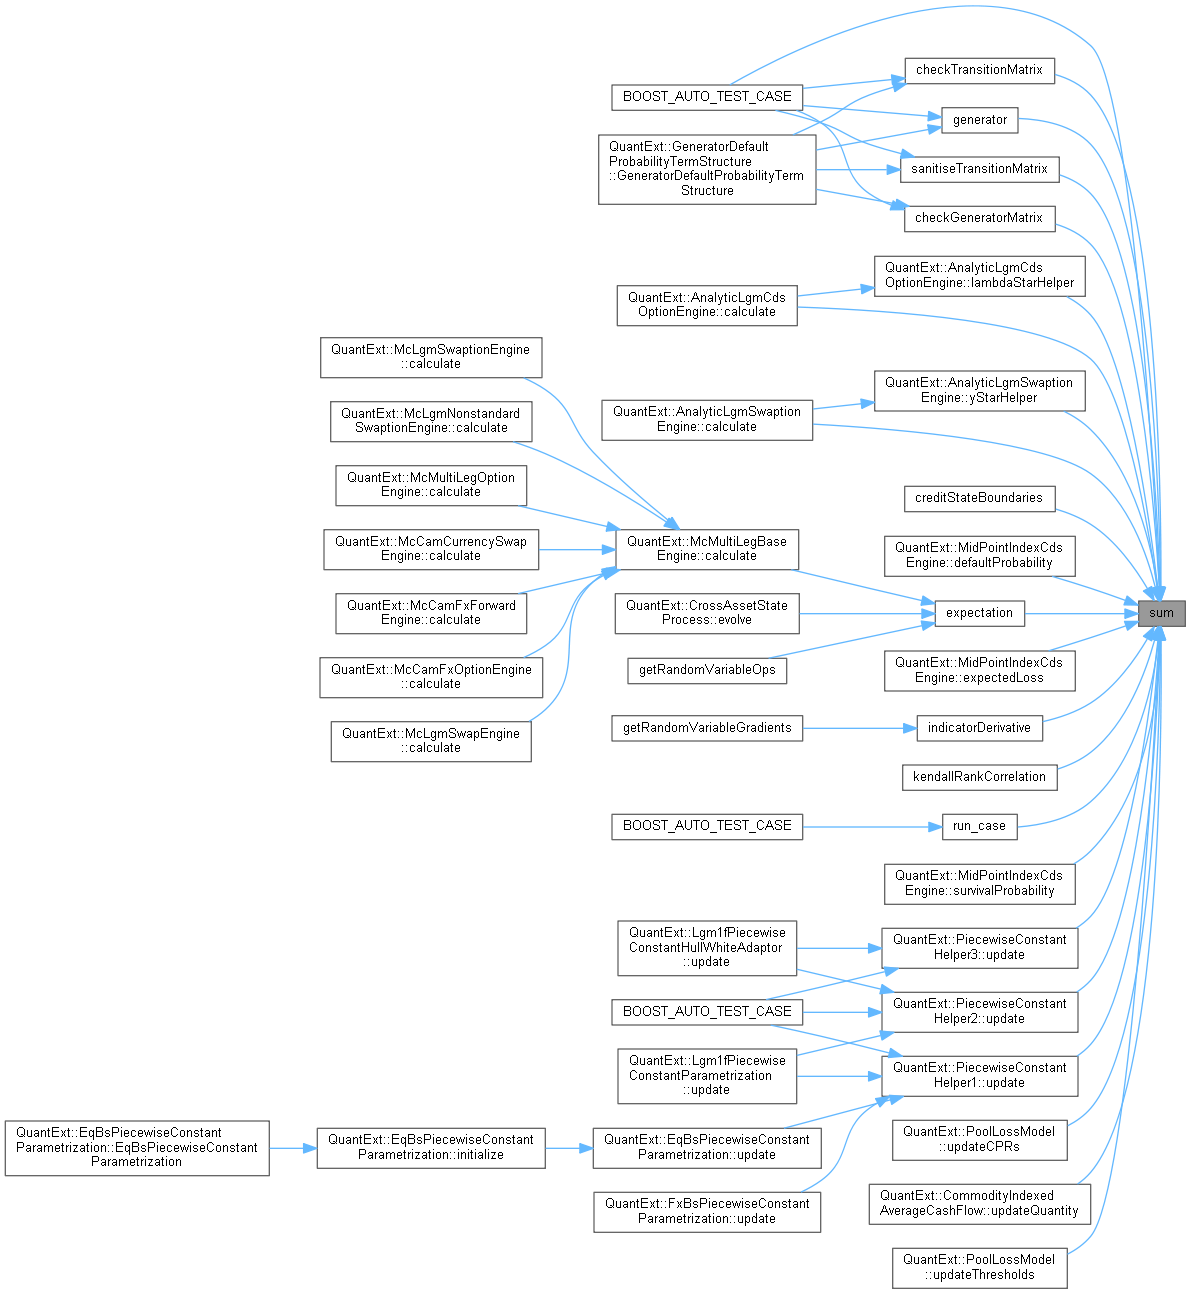 checkTransitionMatrix
BOOST_AUTO_TEST_CASE
generator
QuantExt::GeneratorDefault
ProbabilityTermStructure
::GeneratorDefaultProbabilityTerm
Structure
sanitiseTransitionMatrix
checkGeneratorMatrix
QuantExt::AnalyticLgmCds
OptionEngine::lambdaStarHelper
QuantExt::AnalyticLgmCds
OptionEngine::calculate
QuantExt::McLgmSwaptionEngine
::calculate
QuantExt::AnalyticLgmSwaption
Engine::yStarHelper
QuantExt::McLgmNonstandard
SwaptionEngine::calculate
QuantExt::AnalyticLgmSwaption
Engine::calculate
QuantExt::McMultiLegOption
Engine::calculate
creditStateBoundaries
QuantExt::McCamCurrencySwap
Engine::calculate
QuantExt::McMultiLegBase
Engine::calculate
QuantExt::MidPointIndexCds
Engine::defaultProbability
QuantExt::McCamFxForward
Engine::calculate
QuantExt::CrossAssetState
Process::evolve
expectation
sum
QuantExt::McCamFxOptionEngine
::calculate
getRandomVariableOps
QuantExt::MidPointIndexCds
Engine::expectedLoss
QuantExt::McLgmSwapEngine
::calculate
getRandomVariableGradients
indicatorDerivative
kendallRankCorrelation
BOOST_AUTO_TEST_CASE
run_case
QuantExt::MidPointIndexCds
Engine::survivalProbability
QuantExt::Lgm1fPiecewise
ConstantHullWhiteAdaptor
::update
QuantExt::PiecewiseConstant
Helper3::update
BOOST_AUTO_TEST_CASE
QuantExt::PiecewiseConstant
Helper2::update
QuantExt::Lgm1fPiecewise
ConstantParametrization
::update
QuantExt::PiecewiseConstant
Helper1::update
QuantExt::EqBsPiecewiseConstant
Parametrization::EqBsPiecewiseConstant
Parametrization
QuantExt::EqBsPiecewiseConstant
Parametrization::initialize
QuantExt::EqBsPiecewiseConstant
Parametrization::update
QuantExt::PoolLossModel
::updateCPRs
QuantExt::FxBsPiecewiseConstant
Parametrization::update
QuantExt::CommodityIndexed
AverageCashFlow::updateQuantity
QuantExt::PoolLossModel
::updateThresholds